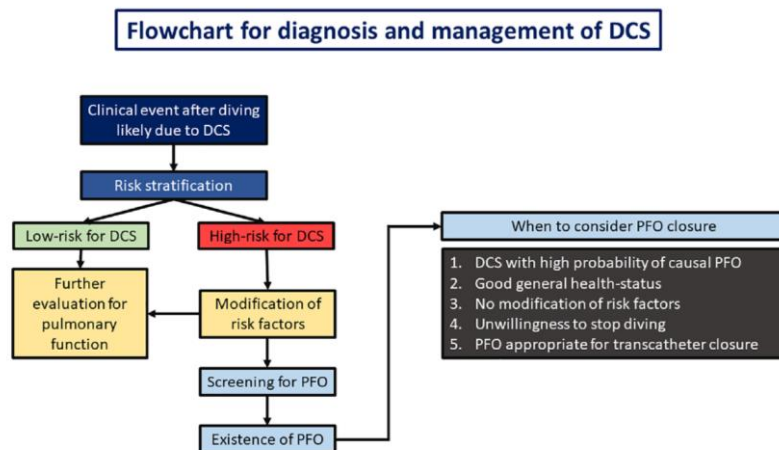 Flowchart for diagnosis and management of DCS
Clinical event after diving
likely due to DCS
Risk stratification
Low-risk for DCS
High-risk for DCS
Further
evaluation for
pulmonary
function
Modification of
risk factors
Screening for PFO
Existence of PFO
When to consider PFO closure
1. DCS with high probability of causal PFO
2. Good general health-status
3. No modification of risk factors
4. Unwillingness to stop diving
5. PFO appropriate for transcatheter closure